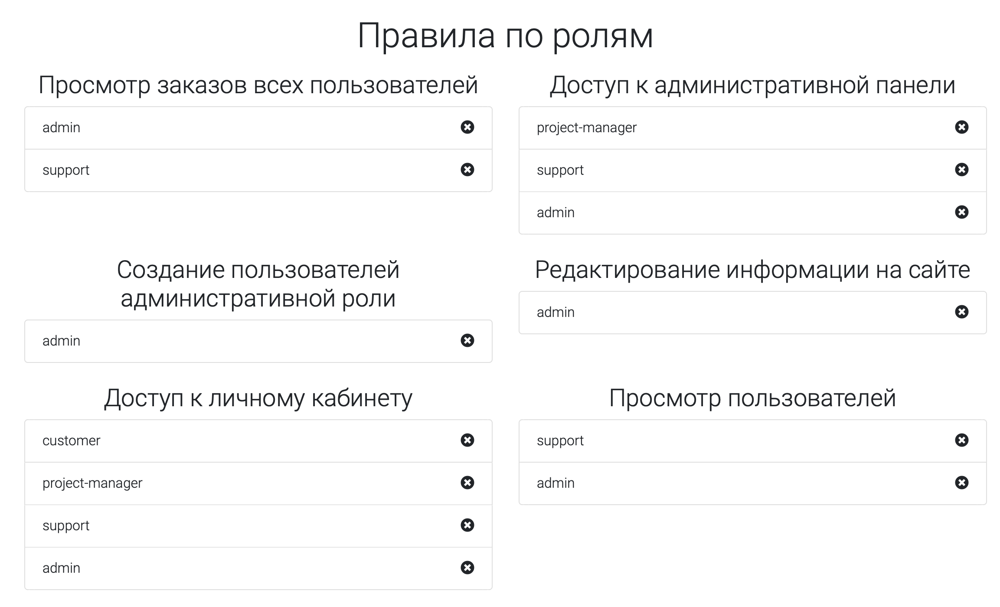 Правила по ролям
Просмотр заказов всех пользователей
admin
support
Доступ к административной панели
project-manager
support
admin
Создание пользователей
административной роли
admin
Редактирование информации на сайте
admin
Доступ к личному кабинету
customer
project-manager
support
admin
Просмотр пользователей
support
admin